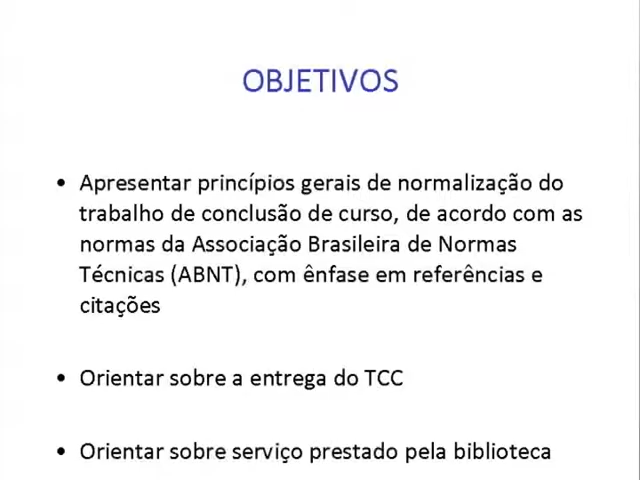 OBJETIVOS
• Apresentar princípios gerais de normalização do
trabalho de conclusão de curso, de acordo com as
normas da Associação Brasileira de Normas
Técnicas (ABNT), com ênfase em referências e
citações
• Orientar sobre a entrega do TCC
• Orientar sobre serviço prestado pela biblioteca